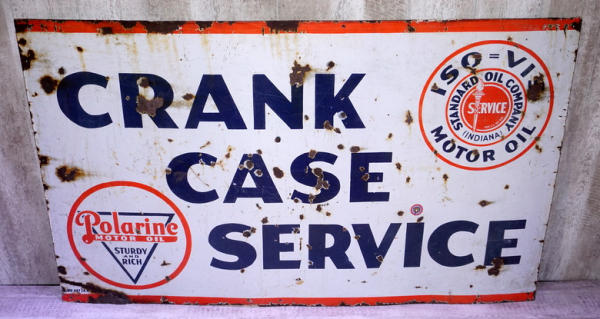 CRANK
CASE
SERVICE
ISO=VIS
STANDARD OIL COMPANY
SERVICE
(INDIANA)
MOTOR OIL
Polarine
MOTOR OIL
STURDY
AND
RICH